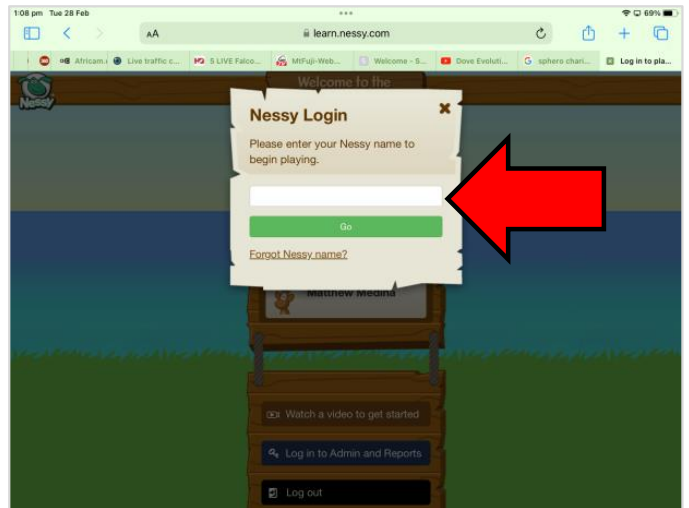 1:08 pm Tue 28 Feb
69%
AA learn.nessy.com
Africam. Live traffic c... S LIVE Falco... MtFuji-Web... Welcome - S... Dove Evoluti... sphero chari... Log in to pla...
Nessy
Welcome to the
Nessy Login
Please enter your Nessy name to
begin playing.
Go
Forgot Nessy name?
Matthew Medina
Watch a video to get started
Log in to Admin and Reports
Log out